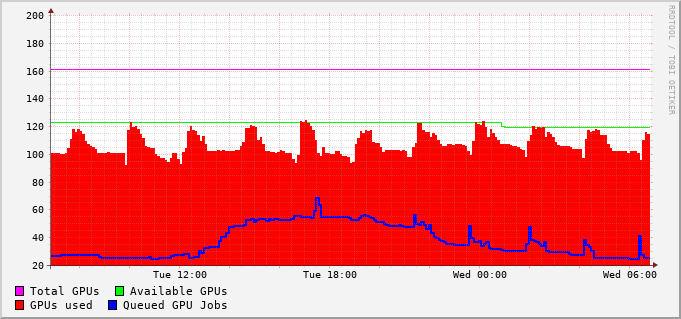 RRDTOOL / TOBI OETIKER
200
180
160
140
120
100
80
60
40
20
Tue 12:00 Tue 18:00 Wed 00:00 Wed 06:00
Total GPUs Available GPUs
GPUs used Queued GPU Jobs